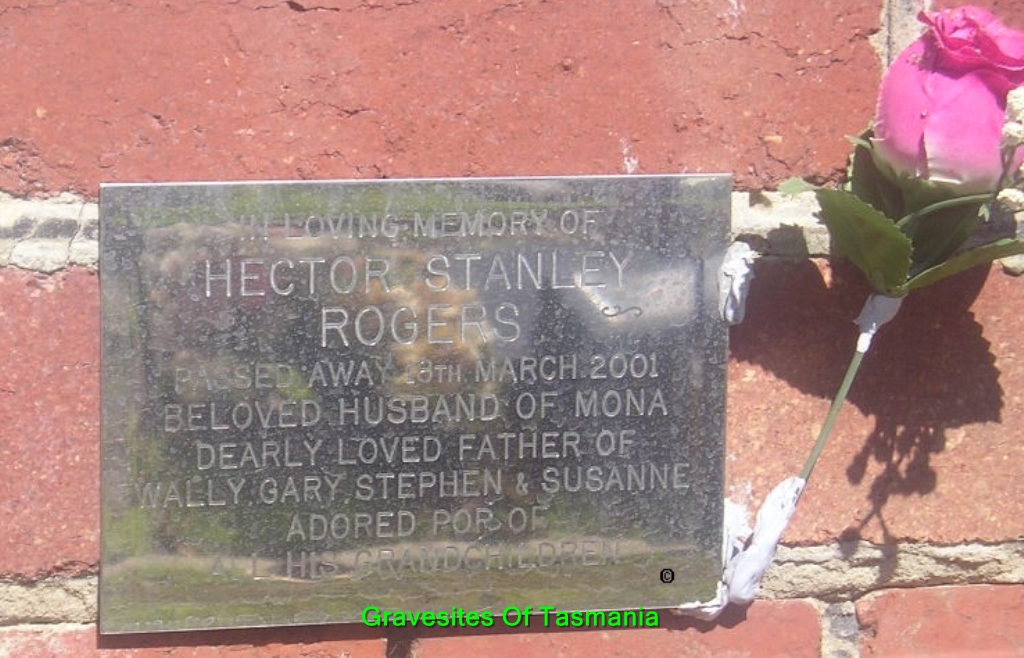 IN LOVING MEMORY OF
HECTOR STANLEY
ROGERS
PASSED AWAY MARCH 2001
BELOVED HUSBAND OF MONA
DEARLY LOVED FATHER OF
WALLY, GARY, STEPHEN & SUSANNE
ADORED POP OF
ALL HIS GRANDCHILDREN
©
Gravesites Of Tasmania